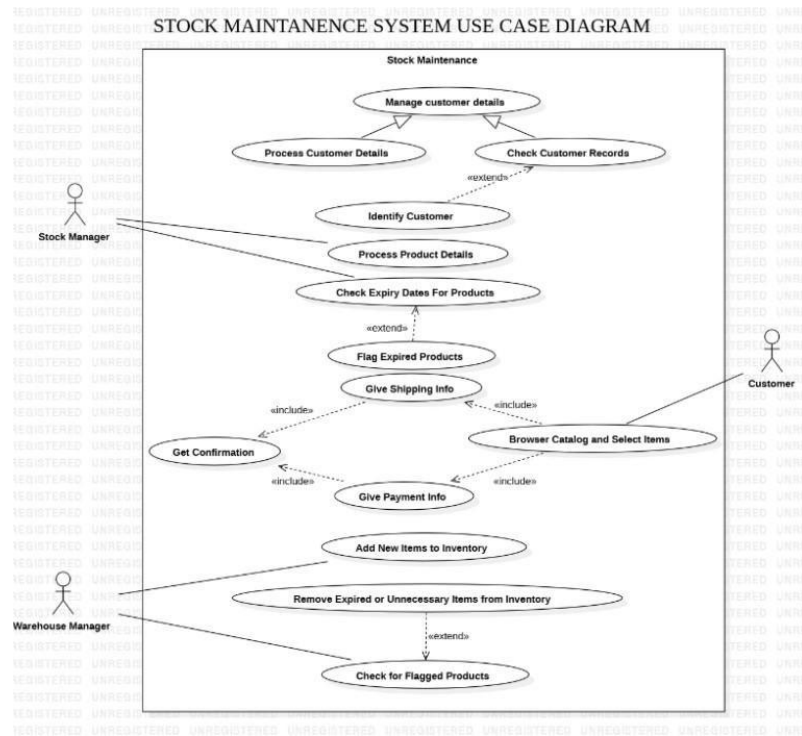 STOCK MAINTANENCE SYSTEM USE CASE DIAGRAM
Stock Maintenance
Manage customer details
Process Customer Details
Check Customer Records
«extend»
Identify Customer
Stock Manager
Process Product Details
Check Expiry Dates For Products
«extend»
Flag Expired Products
Customer
Give Shipping Info
«include»
«include»
Browser Catalog and Select Items
Get Confirmation
«include»
«include»
Give Payment Info
Add New Items to Inventory
Remove Expired or Unnecessary Items from Inventory
Warehouse Manager
«extend»
Check for Flagged Products